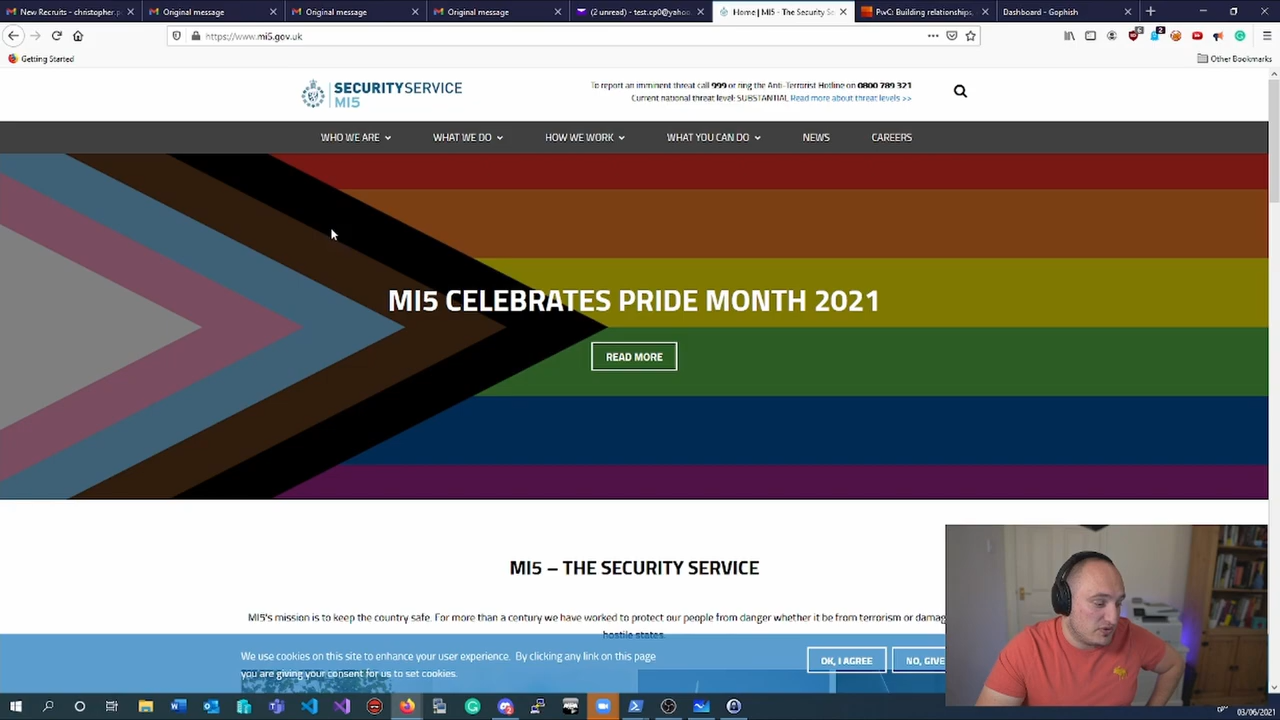 New Recruits - christopher.p
Original message
Original message
Original message
(2 unread) - test.cp0@yahoo
Home | MI5 - The Security Se
PwC: Building relationships,
Dashboard - Gophish
https://www.mi5.gov.uk
Getting Started
Other Bookmarks
SECURITYSERVICE
MI5
To report an imminent threat call 999 or ring the Anti-Terrorist Hotline on 0800 789 321
Current national threat level: SUBSTANTIAL Read more about threat levels >>
WHO WE ARE
WHAT WE DO
HOW WE WORK
WHAT YOU CAN DO
NEWS
CAREERS
MI5 CELEBRATES PRIDE MONTH 2021
READ MORE
MI5 – THE SECURITY SERVICE
MI5's mission is to keep the country safe. For more than a century we have worked to protect our people from danger whether it be from terrorism or damag
hostile states.
We use cookies on this site to enhance your user experience. By clicking any link on this page
you are giving your consent for us to set cookies.
OK, I AGREE
NO, GIVE
03/06/2021